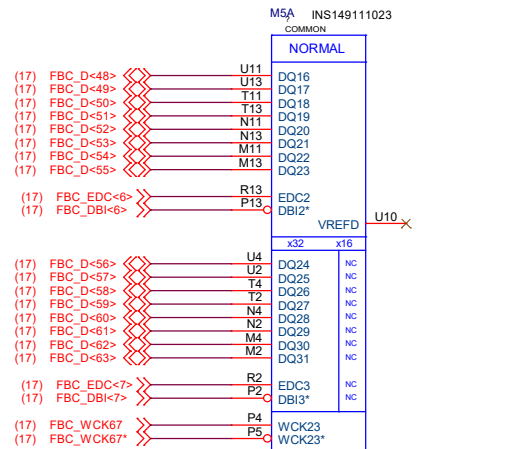 M5A INS149111023
?
COMMON
NORMAL
(17) FBC_D<48> U11 DQ16
(17) FBC_D<49> U13 DQ17
(17) FBC_D<50> T11 DQ18
(17) FBC_D<51> T13 DQ19
(17) FBC_D<52> N11 DQ20
(17) FBC_D<53> N13 DQ21
(17) FBC_D<54> M11 DQ22
(17) FBC_D<55> M13 DQ23
(17) FBC_EDC<6> R13 EDC2
(17) FBC_DBI<6> P13 DBI2*
VREFD U10
x32 x16
(17) FBC_D<56> U4 DQ24 NC
(17) FBC_D<57> U2 DQ25 NC
(17) FBC_D<58> T4 DQ26 NC
(17) FBC_D<59> T2 DQ27 NC
(17) FBC_D<60> N4 DQ28 NC
(17) FBC_D<61> N2 DQ29 NC
(17) FBC_D<62> M4 DQ30 NC
(17) FBC_D<63> M2 DQ31 NC
(17) FBC_EDC<7> R2 EDC3 NC
(17) FBC_DBI<7> P2 DBI3* NC
(17) FBC_WCK67 P4 WCK23
(17) FBC_WCK67* P5 WCK23*